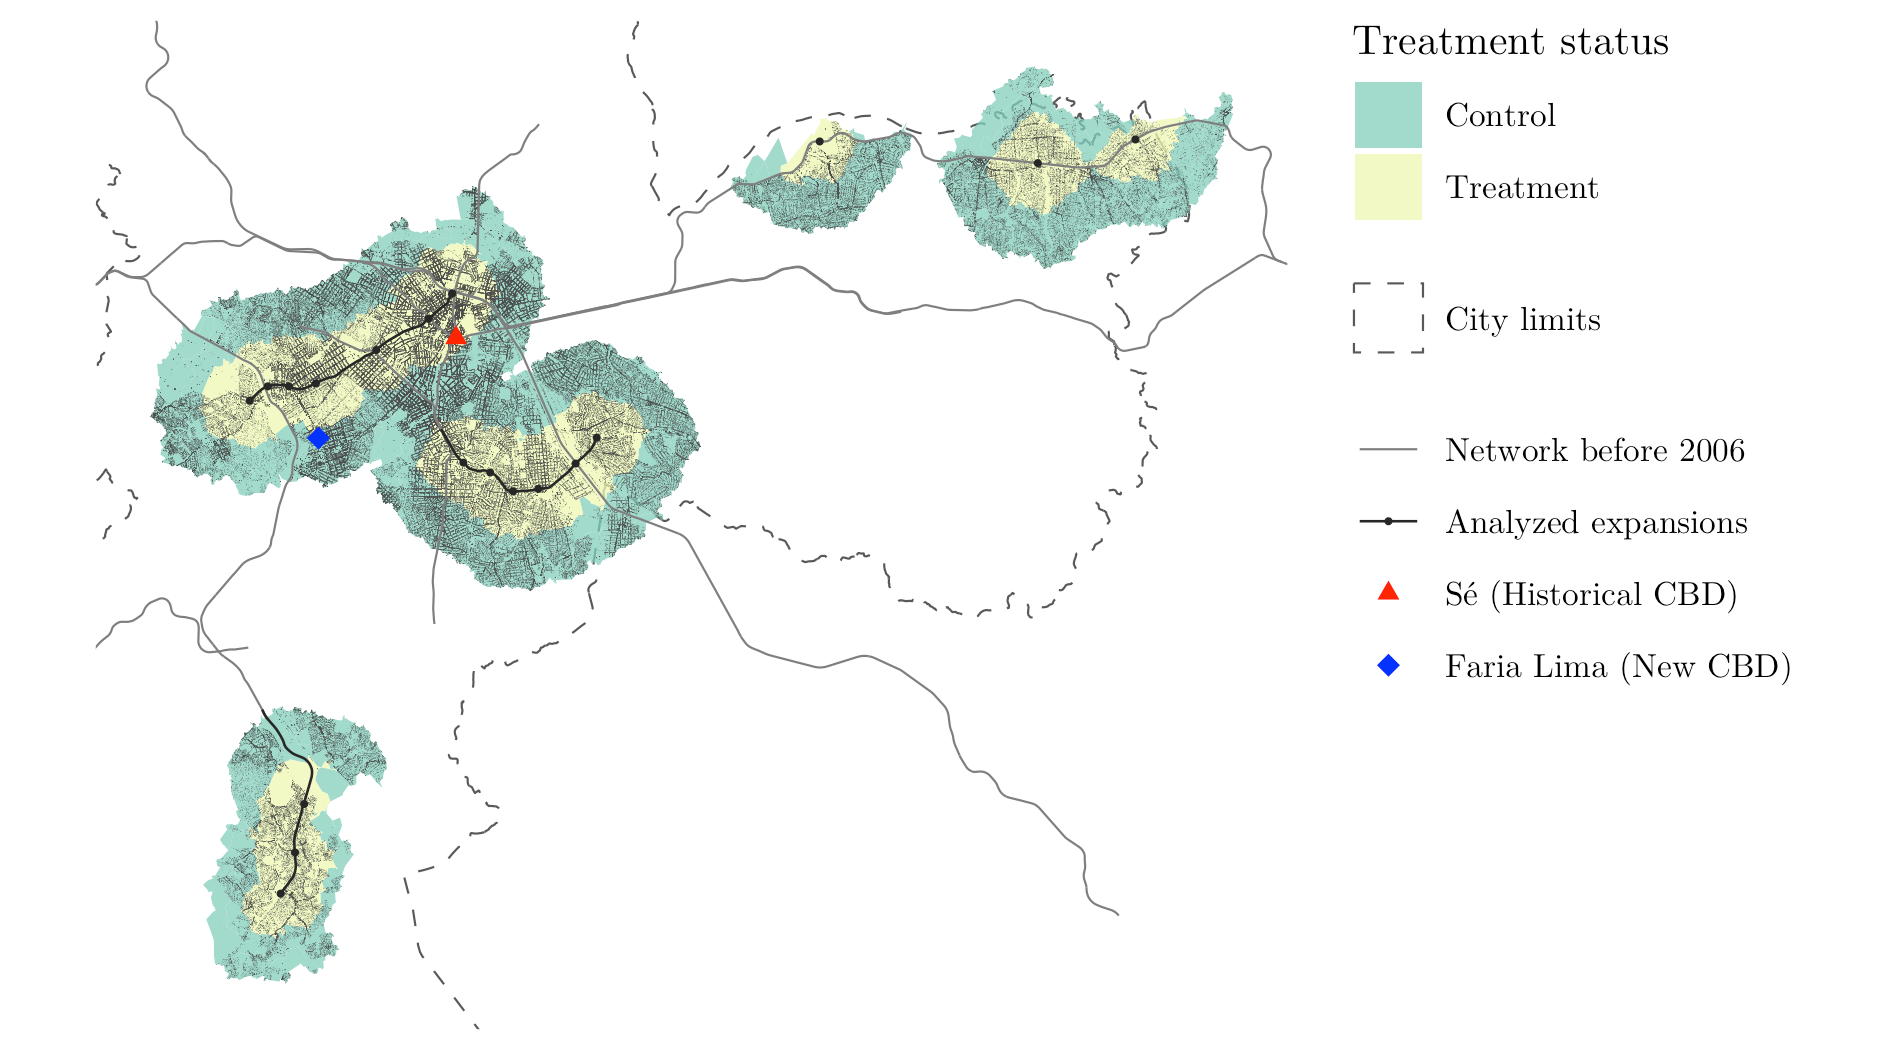 Treatment status
Control
Treatment
City limits
Network before 2006
Analyzed expansions
Sé (Historical CBD)
Faria Lima (New CBD)